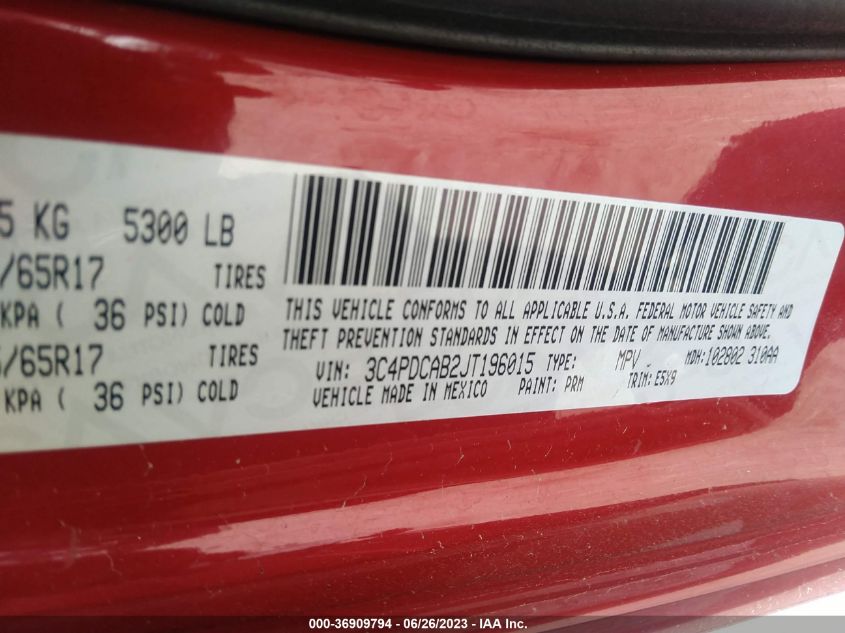 5 KG 5300 LB
/65R17 TIRES
KPA ( 36 PSI) COLD
/65R17 TIRES
KPA ( 36 PSI) COLD
THIS VEHICLE CONFORMS TO ALL APPLICABLE U.S.A. FEDERAL MOTOR VEHICLE SAFETY AND
THEFT PREVENTION STANDARDS IN EFFECT ON THE DATE OF MANUFACTURE SHOWN ABOVE.
VIN: 3C4PDCAB2JT196015 TYPE: MPV MDH:102802 310AA
VEHICLE MADE IN MEXICO PAINT: PRM TRIM: E5X9
000-36909794 - 06/26/2023 - IAA Inc.